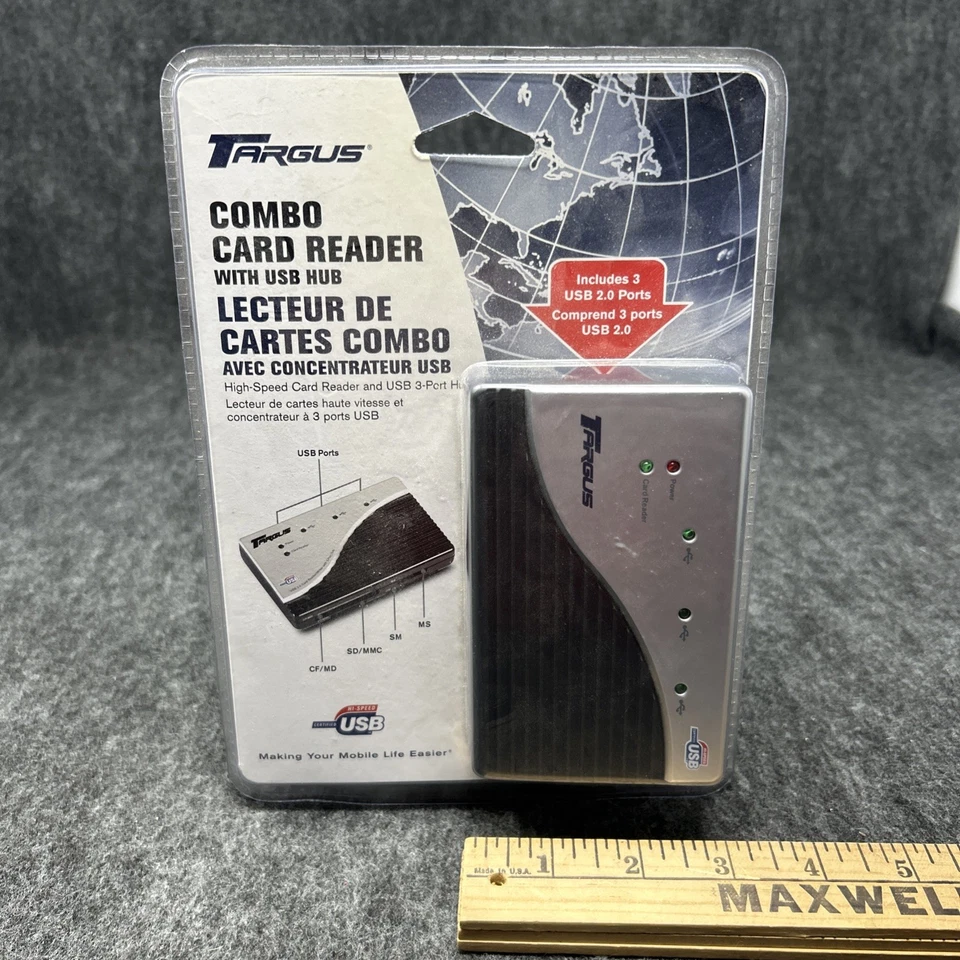 TARGUS®
COMBO
CARD READER
WITH USB HUB
LECTEUR DE
CARTES COMBO
AVEC CONCENTRATEUR USB
High-Speed Card Reader and USB 3-Port
Lecteur de cartes haute vitesse et
concentrateur à 3 ports USB
Includes 3
USB 2.0 Ports
Comprend 3 ports
USB 2.0
USB Ports
TARGUS
MS
SM
SD/MMC
CF/MD
HI-SPEED
CERTIFIED USB
Making Your Mobile Life Easier®
TARGUS
Power
Card Reader
USB
1 2 3 4 5
Made in U.S.A.
MAXWEL